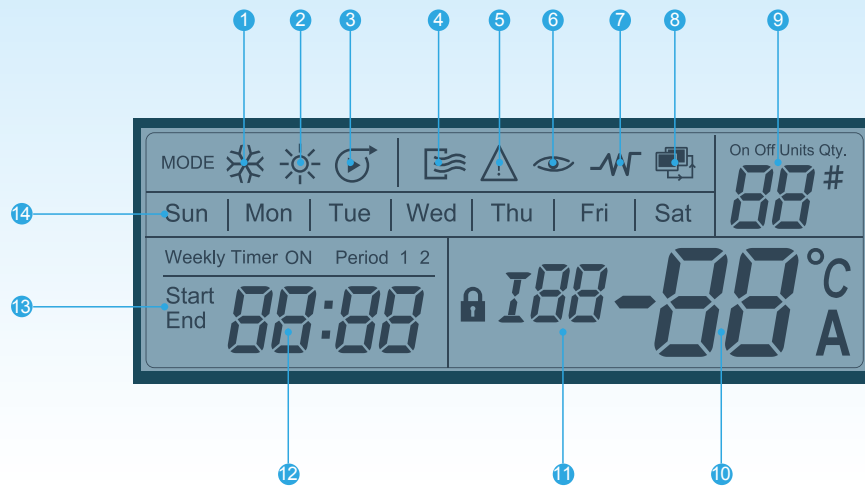 1 2 3 4 5 6 7 8 9
MODE
On Off Units Qty.
88 #
14 Sun Mon Tue Wed Thu Fri Sat
Weekly Timer ON Period 1 2
13 Start
End
88:88
I88
-88 °C
A
12 11 10